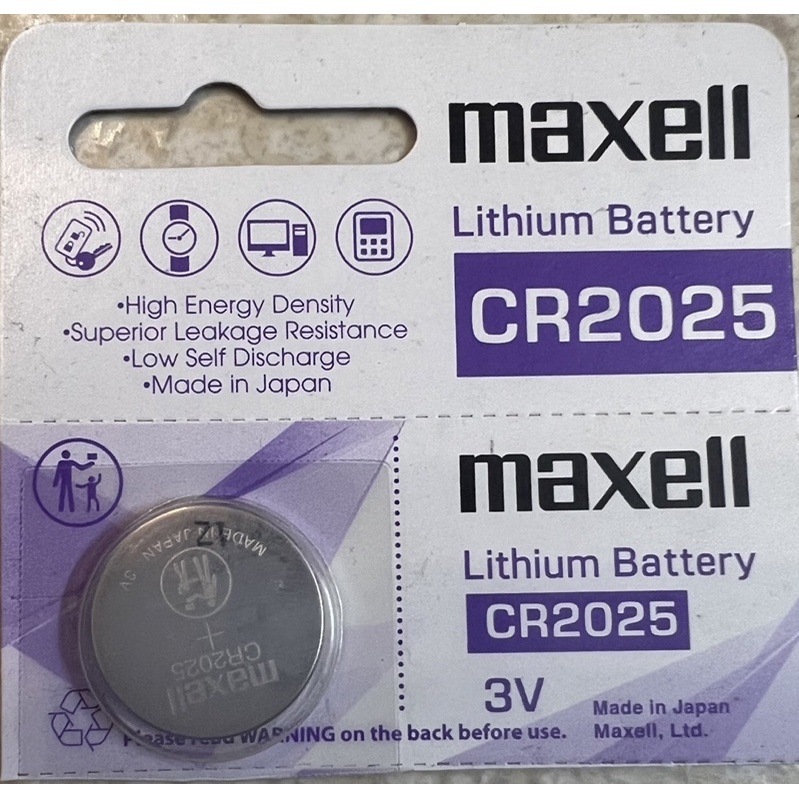 maxell
Lithium Battery
CR2025
•High Energy Density
•Superior Leakage Resistance
•Low Self Discharge
•Made in Japan
maxell
Lithium Battery
CR2025
3V
Made in Japan
Maxell, Ltd.
MADE IN JAPAN 3V
+
CR2025
maxell
Please read WARNING on the back before use.